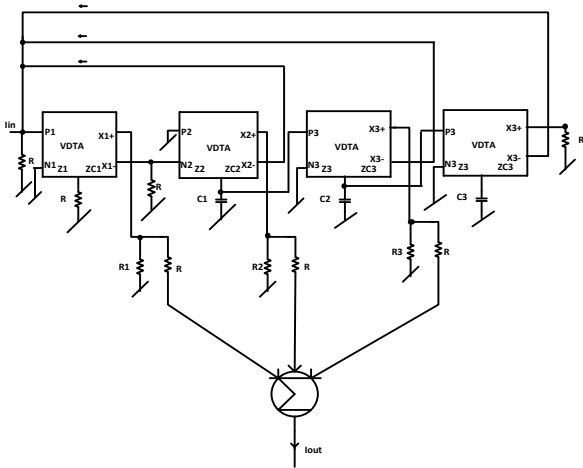 Iin
P1
X1+
VDTA
N1
Z1
ZC1
X1-
R
R
P2
X2+
VDTA
N2
Z2
ZC2
X2-
R
C1
P3
X3+
VDTA
N3
Z3
ZC3
X3-
C2
P3
X3+
VDTA
N3
Z3
ZC3
X3-
R
C3
R1
R
R2
R
R3
R
Iout